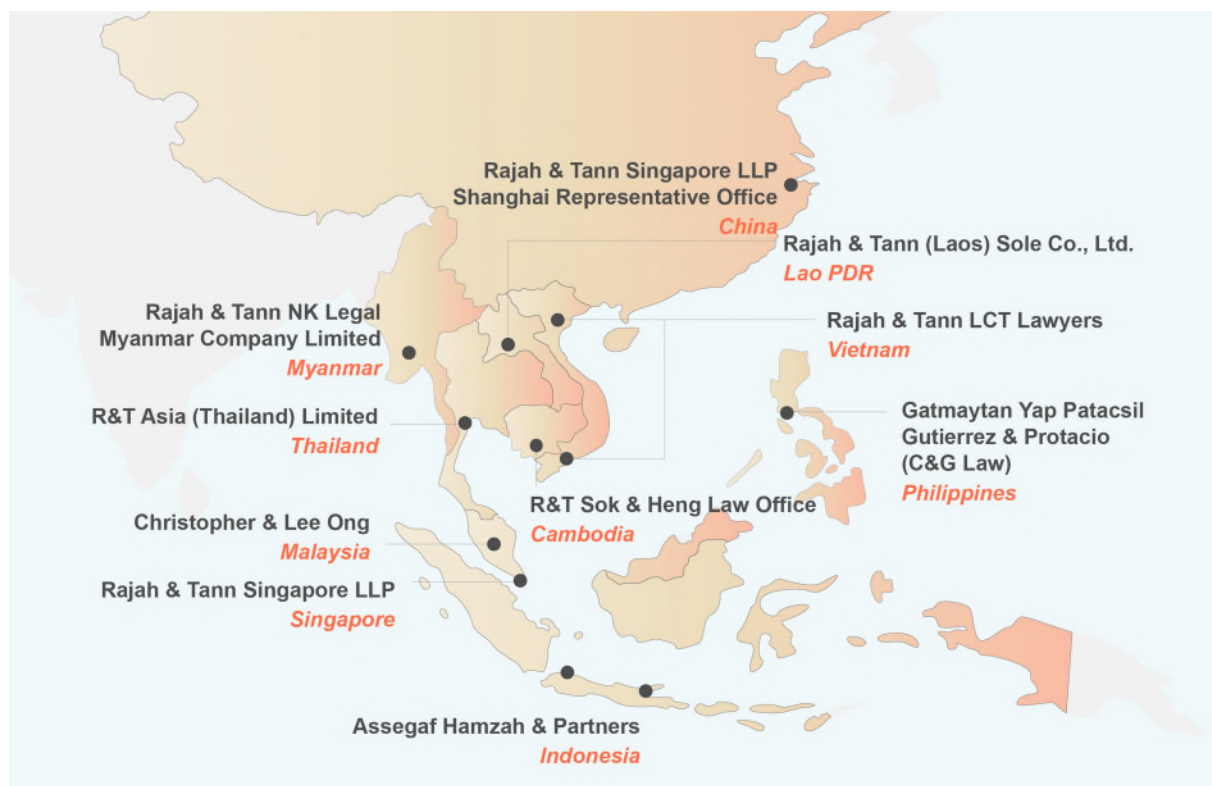 Rajah & Tann Singapore LLP
Shanghai Representative Office
China
Rajah & Tann (Laos) Sole Co., Ltd.
Lao PDR
Rajah & Tann NK Legal
Myanmar Company Limited
Myanmar
Rajah & Tann LCT Lawyers
Vietnam
R&T Asia (Thailand) Limited
Thailand
Gatmaytan Yap Patacsil
Gutierrez & Protacio
(C&G Law)
Philippines
R&T Sok & Heng Law Office
Cambodia
Christopher & Lee Ong
Malaysia
Rajah & Tann Singapore LLP
Singapore
Assegaf Hamzah & Partners
Indonesia